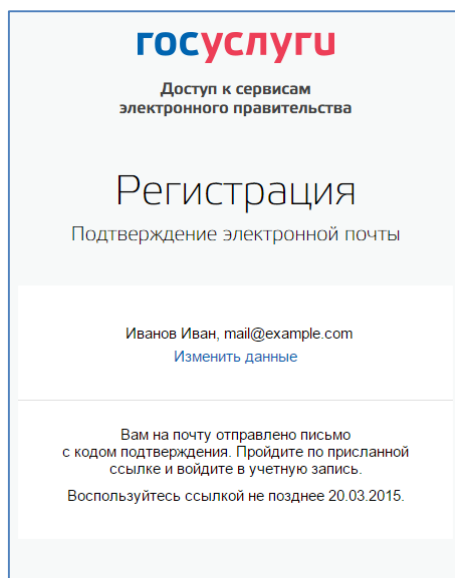 госуслуги
Доступ к сервисам
электронного правительства
Регистрация
Подтверждение электронной почты
Иванов Иван, mail@example.com
Изменить данные
Вам на почту отправлено письмо
с кодом подтверждения. Пройдите по присланной
ссылке и войдите в учетную запись.
Воспользуйтесь ссылкой не позднее 20.03.2015.